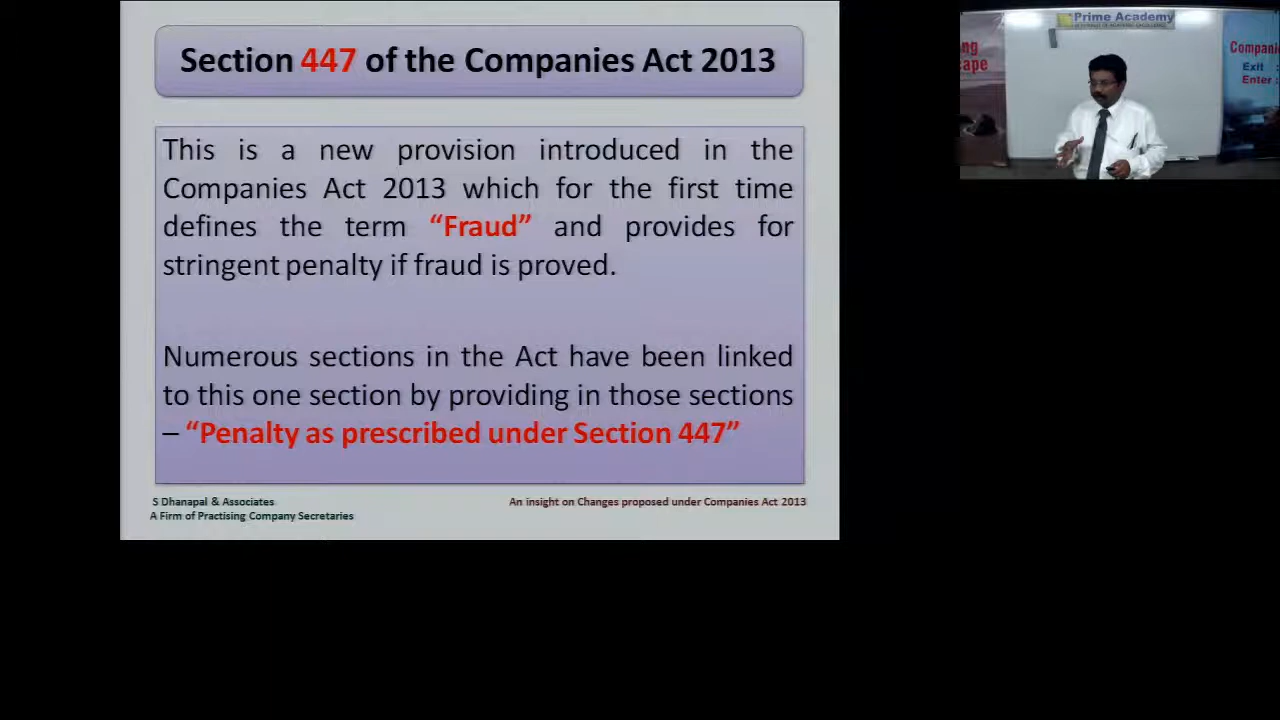 Section 447 of the Companies Act 2013
This is a new provision introduced in the
Companies Act 2013 which for the first time
defines the term “Fraud” and provides for
stringent penalty if fraud is proved.
Numerous sections in the Act have been linked
to this one section by providing in those sections
– “Penalty as prescribed under Section 447”
S Dhanapal & Associates
A Firm of Practising Company Secretaries
An insight on Changes proposed under Companies Act 2013
Prime Academy
ng
ape
Compani
Exit :
Enter :